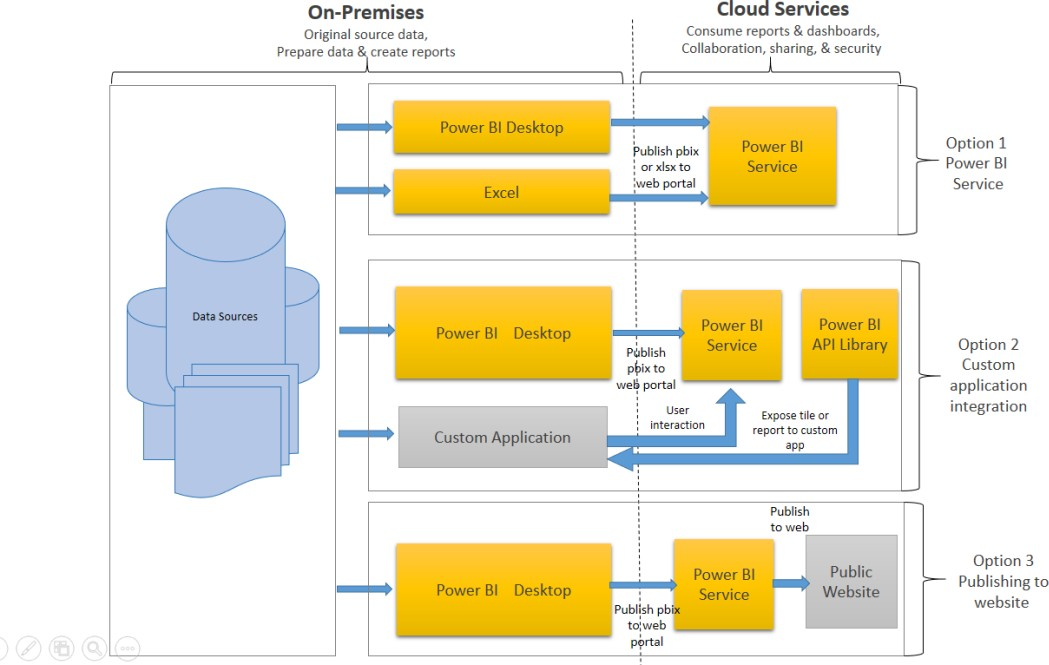 On-Premises
Original source data,
Prepare data & create reports
Cloud Services
Consume reports & dashboards,
Collaboration, sharing, & security
Data Sources
Power BI Desktop
Excel
Publish pbix
or xlsx to
web portal
Power BI
Service
Option 1
Power BI
Service
Power BI Desktop
Publish
pbix to
web portal
Power BI
Service
Power BI
API Library
Custom Application
User
interaction
Expose tile or
report to custom
app
Option 2
Custom
application
integration
Power BI Desktop
Publish pbix
to web
portal
Power BI
Service
Publish
to web
Public
Website
Option 3
Publishing to
website